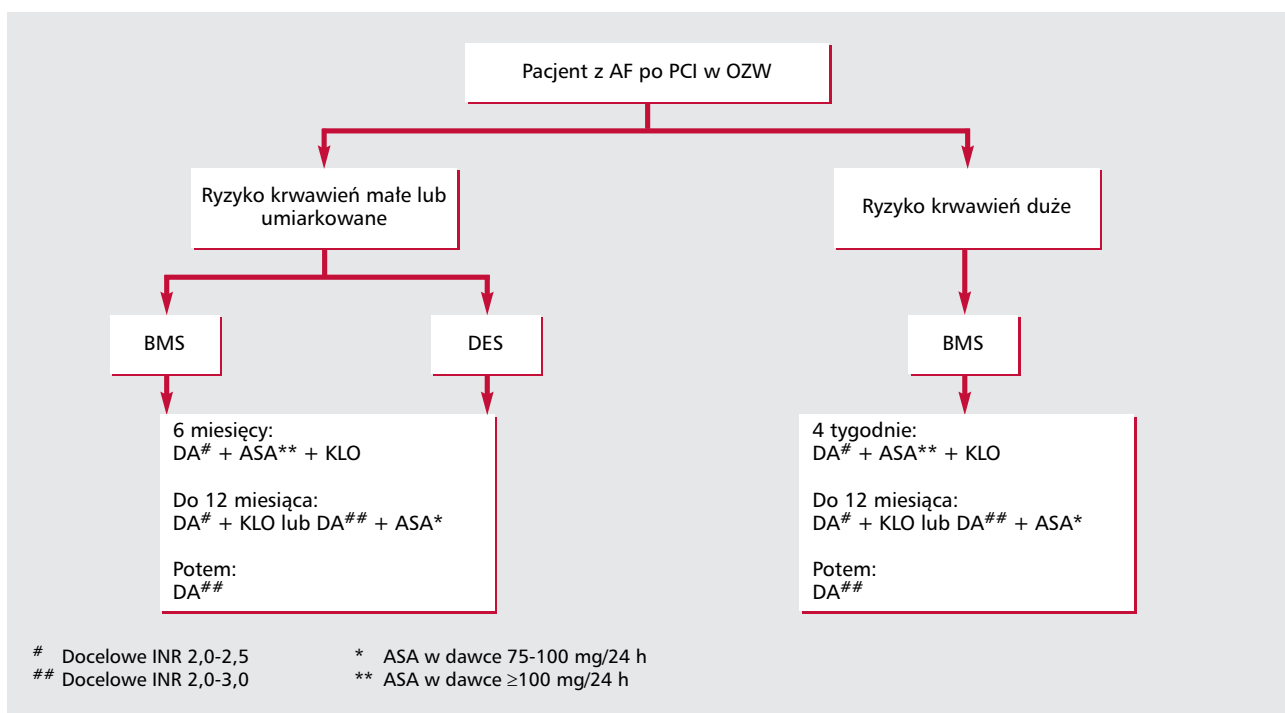 Pacjent z AF po PCI w OZW
Ryzyko krwawień małe lub
umiarkowane
Ryzyko krwawień duże
BMS
DES
BMS
6 miesięcy:
DA# + ASA** + KLO
Do 12 miesiąca:
DA# + KLO lub DA## + ASA*
Potem:
DA##
4 tygodnie:
DA# + ASA** + KLO
Do 12 miesiąca:
DA# + KLO lub DA## + ASA*
Potem:
DA##
# Docelowe INR 2,0-2,5
## Docelowe INR 2,0-3,0
* ASA w dawce 75-100 mg/24 h
** ASA w dawce ≥100 mg/24 h